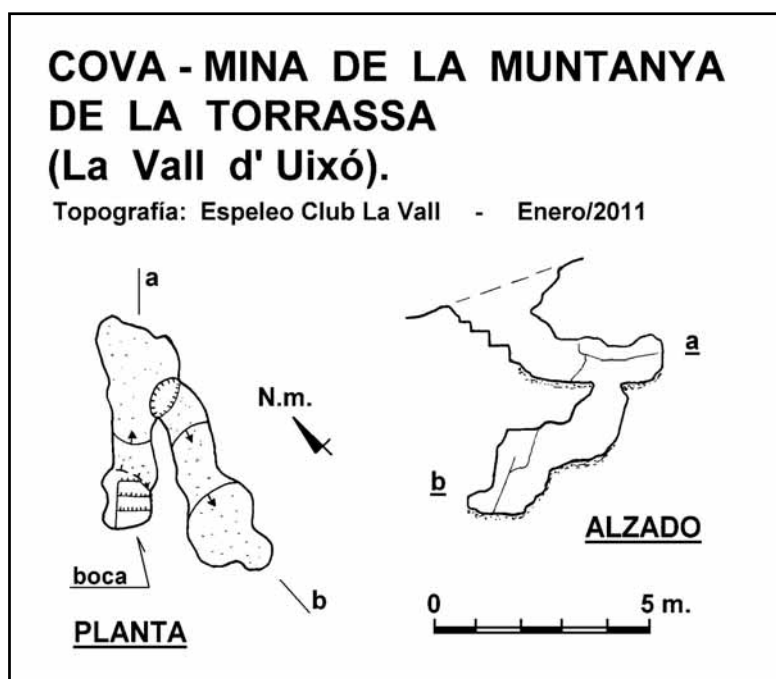 COVA - MINA DE LA MUNTANYA
DE LA TORRASSA
(La Vall d' Uixó).
Topografía: Espeleo Club La Vall - Enero/2011
a
N.m.
boca
b
PLANTA
a
b
ALZADO
0 5 m.